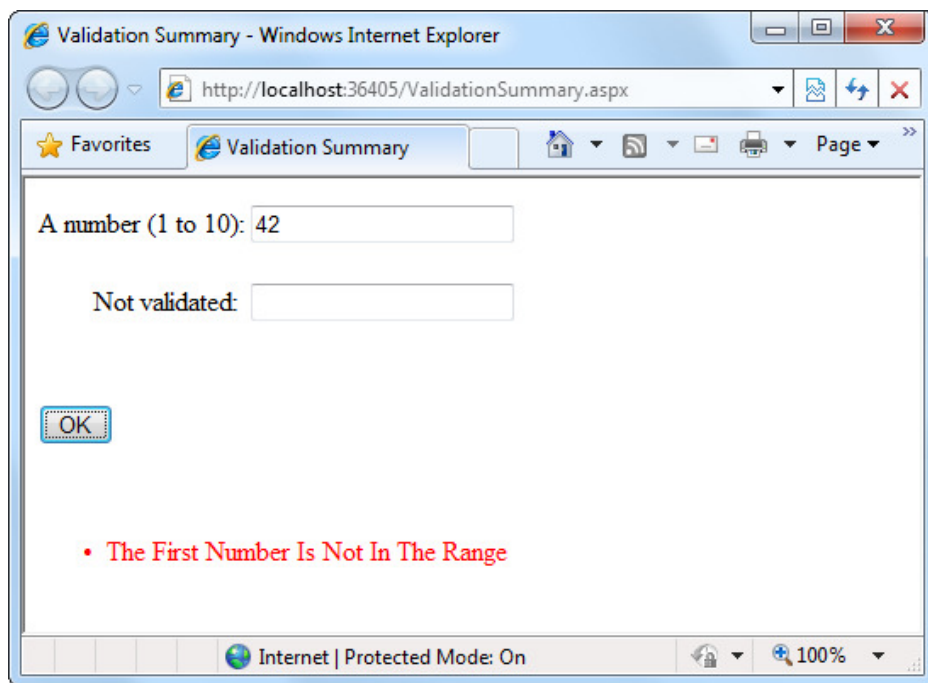 Validation Summary - Windows Internet Explorer
http://localhost:36405/ValidationSummary.aspx
Favorites Validation Summary Page »
A number (1 to 10): 42
Not validated:
OK
• The First Number Is Not In The Range
Internet | Protected Mode: On 100%